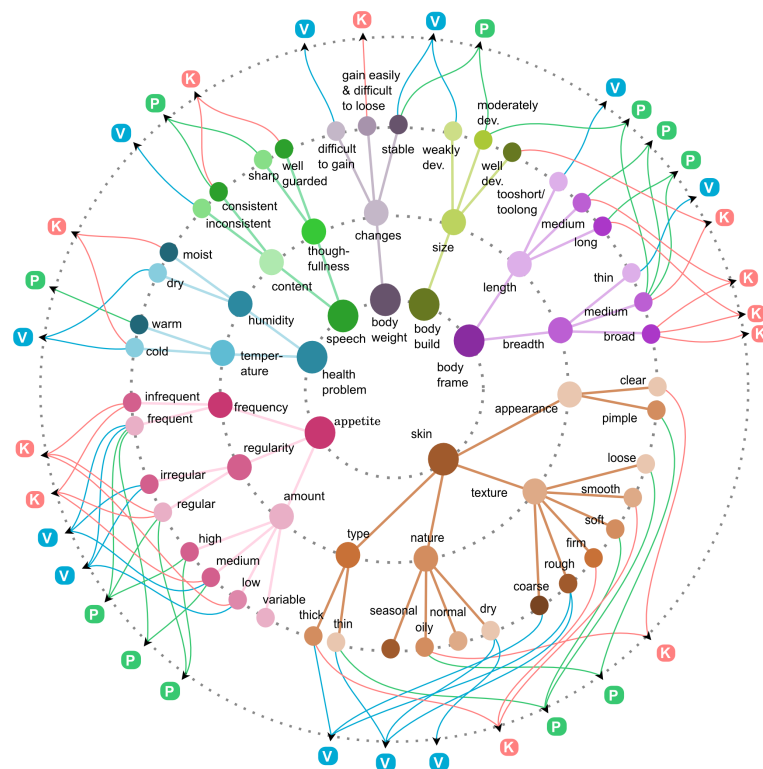 V
K
V
P
gain easily
& difficult
to loose
K
P
V
V
P
P
P
V
K
difficult
to gain
stable
weakly
dev.
moderately
dev.
well
dev.
sharp
well
guarded
consistent
inconsistent
tooshort/
toolong
medium
long
changes
size
though-
fullness
content
length
thin
medium
broad
breadth
K
P
V
moist
dry
warm
cold
humidity
temper-
ature
speech
body
weight
body
build
body
frame
health
problem
K
K
K
infrequent
frequent
frequency
appetite
regularity
irregular
regular
amount
high
medium
low
variable
skin
appearance
clear
pimple
loose
texture
smooth
soft
firm
rough
coarse
type
nature
thick
thin
seasonal
oily
normal
dry
K
K
V
V
P
P
P
V
V
V
K
P
P
K